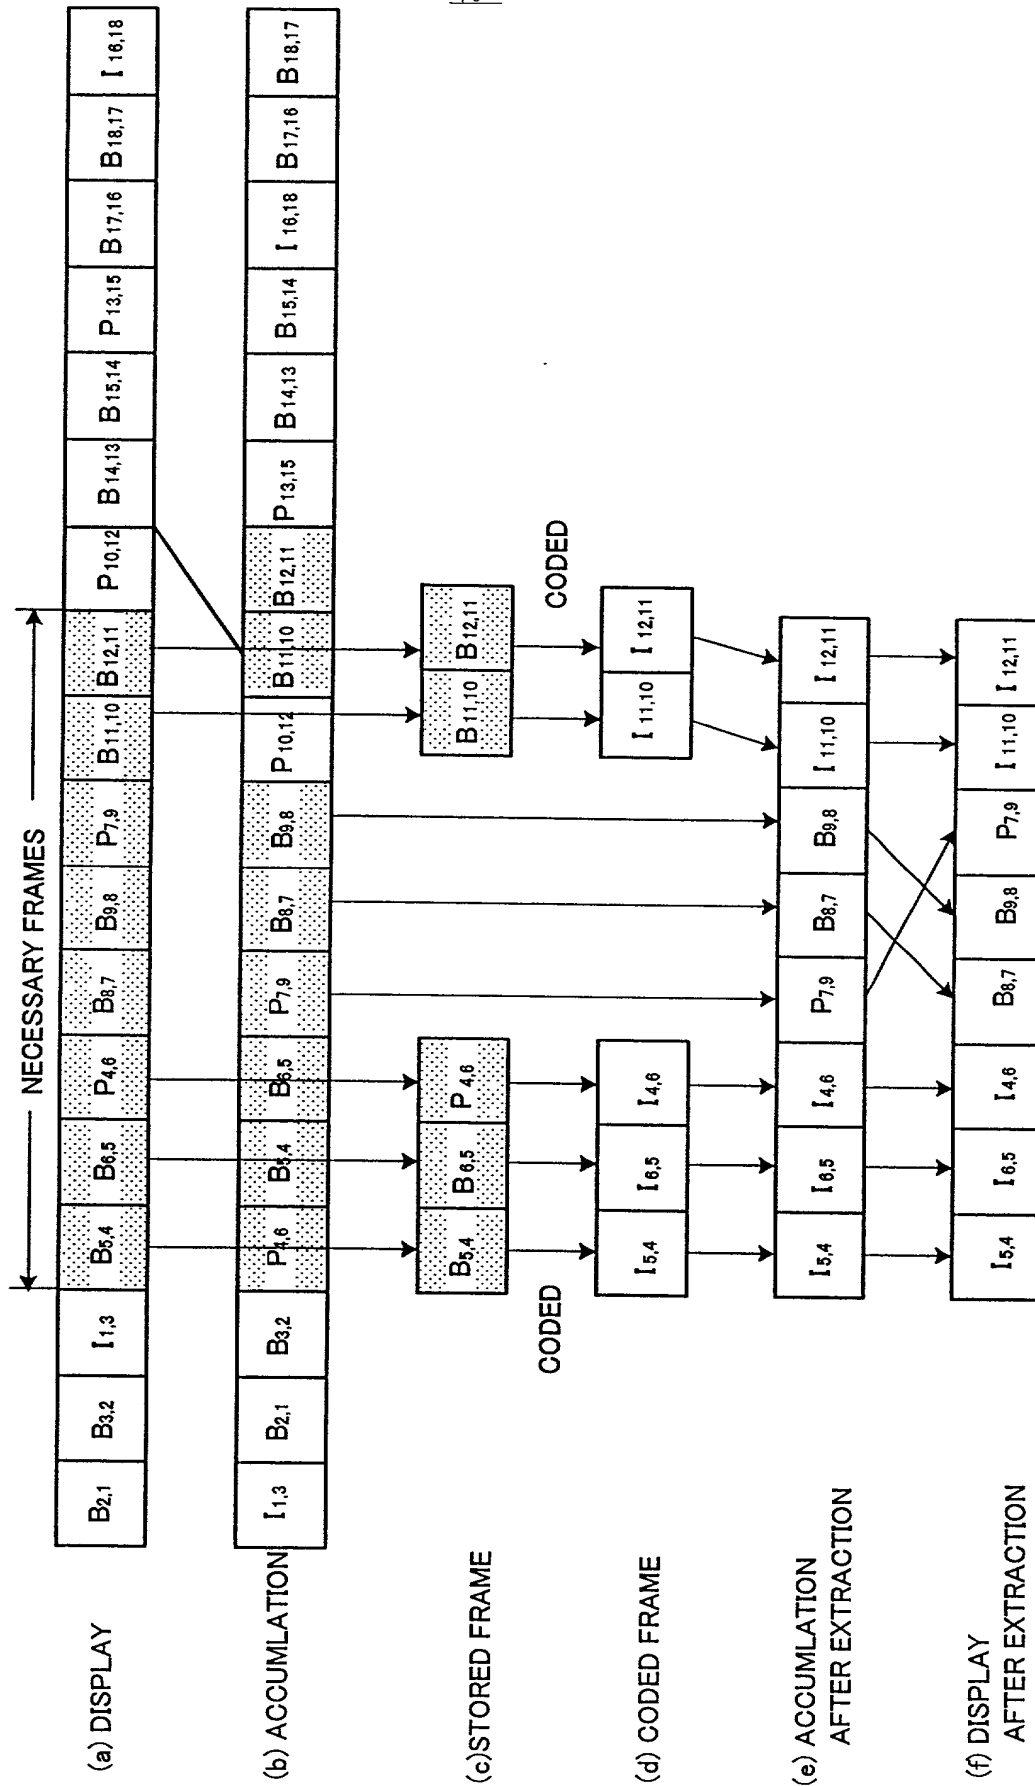 NECESSARY FRAMES
(a) DISPLAY
B2,1 B3,2 I1,3 B5,4 B6,5 P4,6 B8,7 B9,8 P7,9 B11,10 B12,11 P10,12 B14,13 B15,14 P13,15 B17,16 B18,17 I16,18
(b) ACCUMLATION
I1,3 B2,1 B3,2 P4,6 B5,4 B6,5 P7,9 B8,7 B9,8 P10,12 B11,10 B12,11 P13,15 B14,13 B15,14 I16,18 B17,16 B18,17
(c)STORED FRAME
B5,4 B6,5 P4,6 B11,10 B12,11
CODED CODED
(d) CODED FRAME
I5,4 I6,5 I4,6 I11,10 I12,11
(e) ACCUMLATION
AFTER EXTRACTION
I5,4 I6,5 I4,6 P7,9 B8,7 B9,8 I11,10 I12,11
(f) DISPLAY
AFTER EXTRACTION
I5,4 I6,5 I4,6 B8,7 B9,8 P7,9 I11,10 I12,11